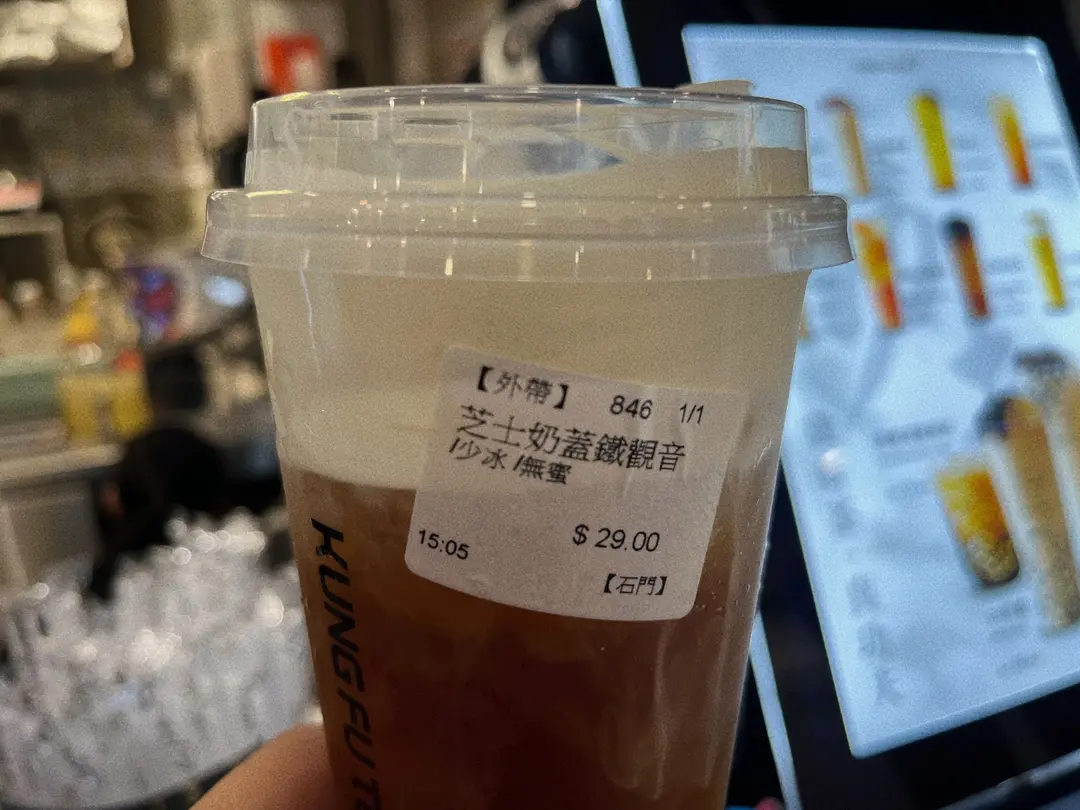 【外帶】 846 1/1
芝士奶蓋鐵觀音
/少冰/無蜜
$ 29.00
15:05
【石門】
KUNG FU T